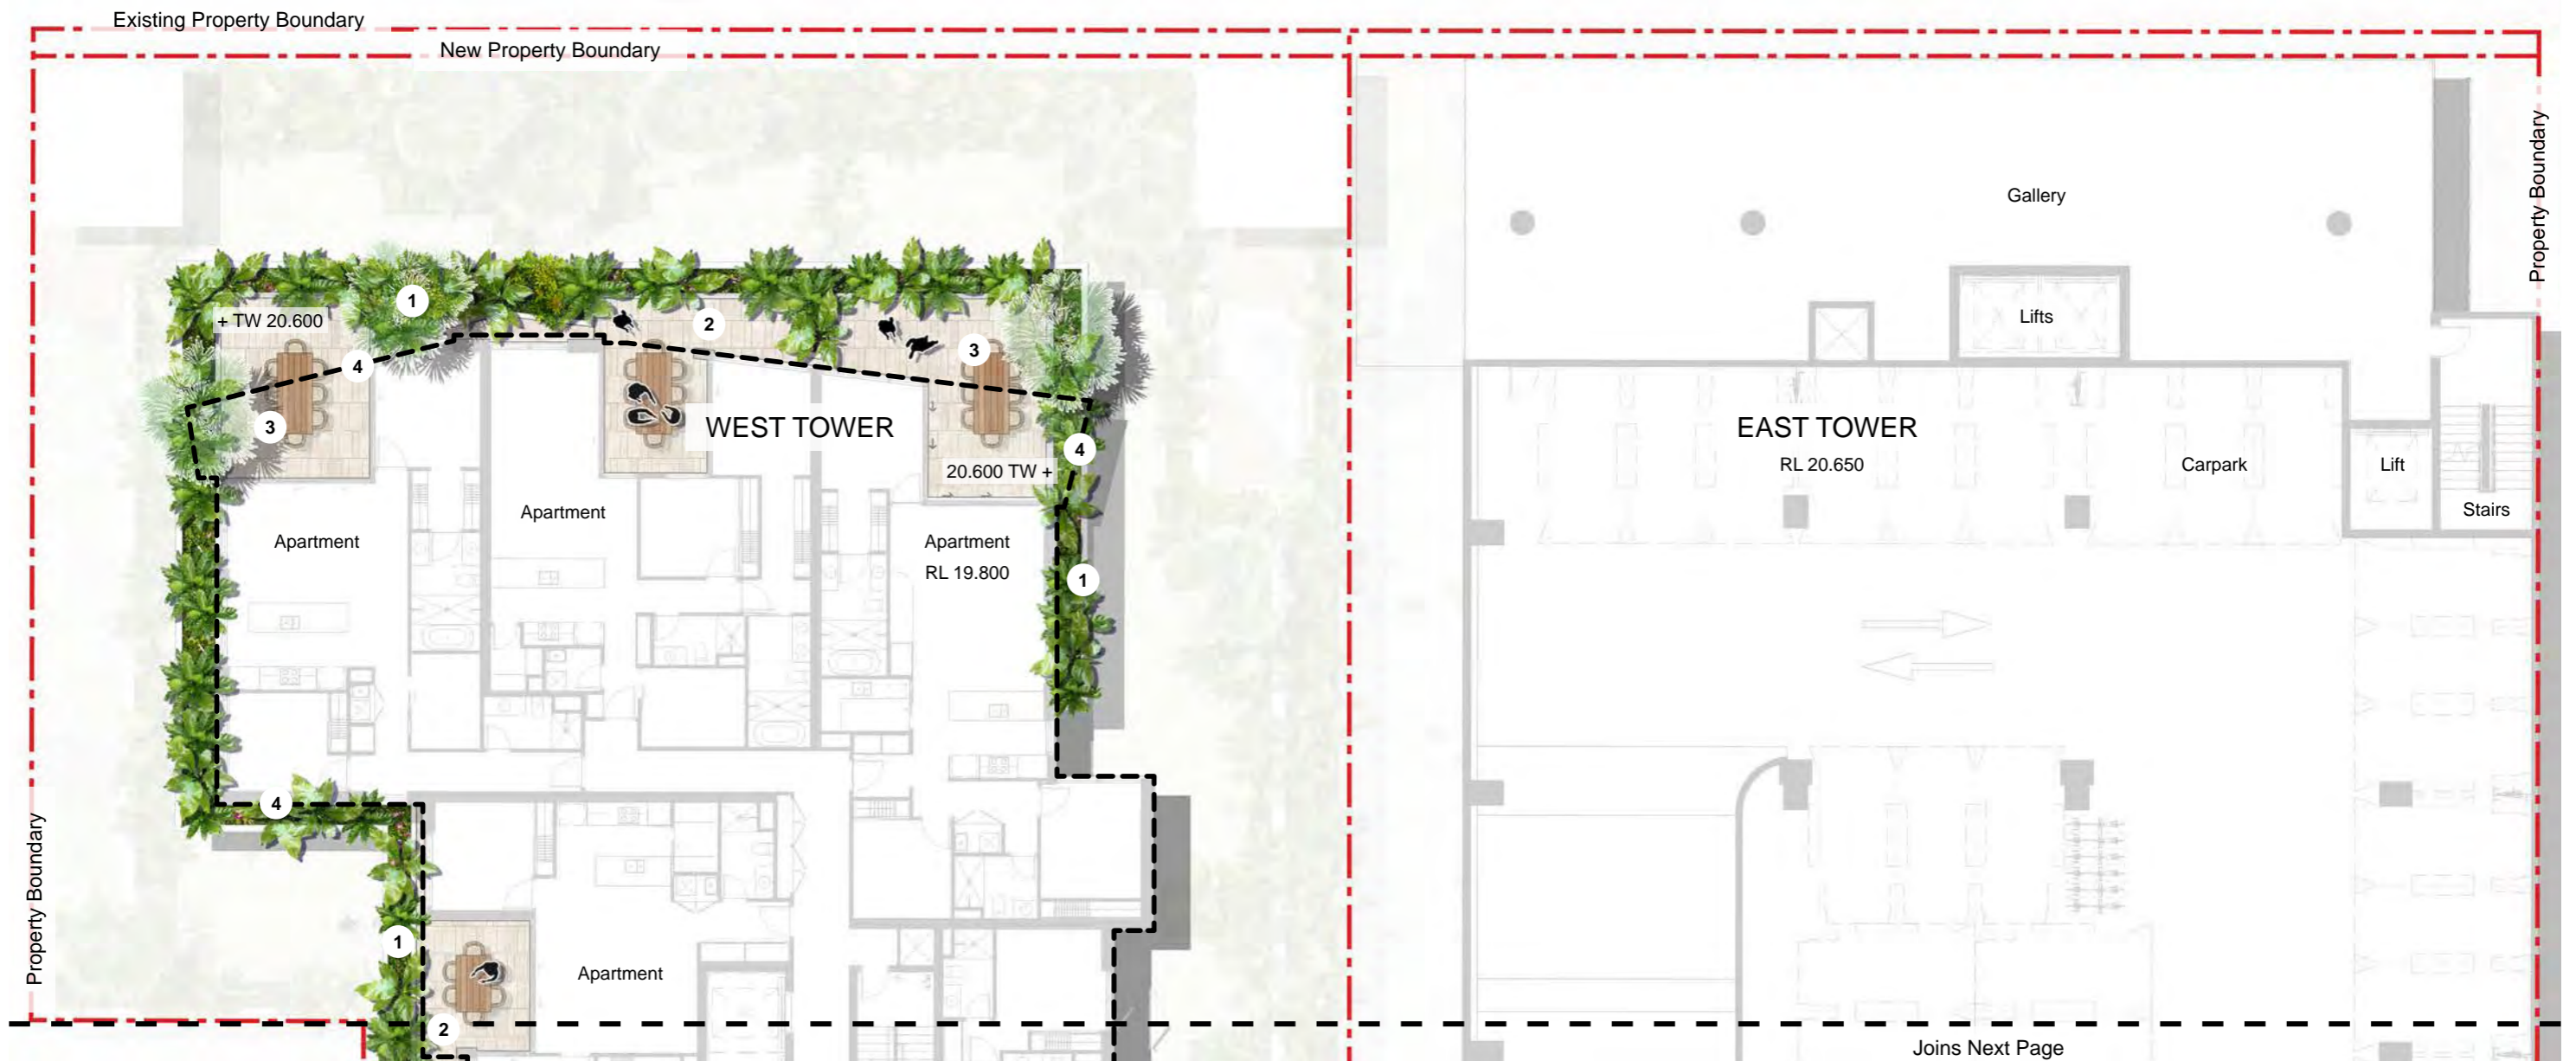 Existing Property Boundary
New Property Boundary
Property Boundary
Gallery
1
Lifts
+ TW 20.600
2
3
4
3
WEST TOWER
EAST TOWER
4
20.600 TW +
RL 20.650
Carpark
Lift
Stairs
Apartment
Apartment
Apartment
RL 19.800
1
4
Property Boundary
1
Apartment
2
Joins Next Page